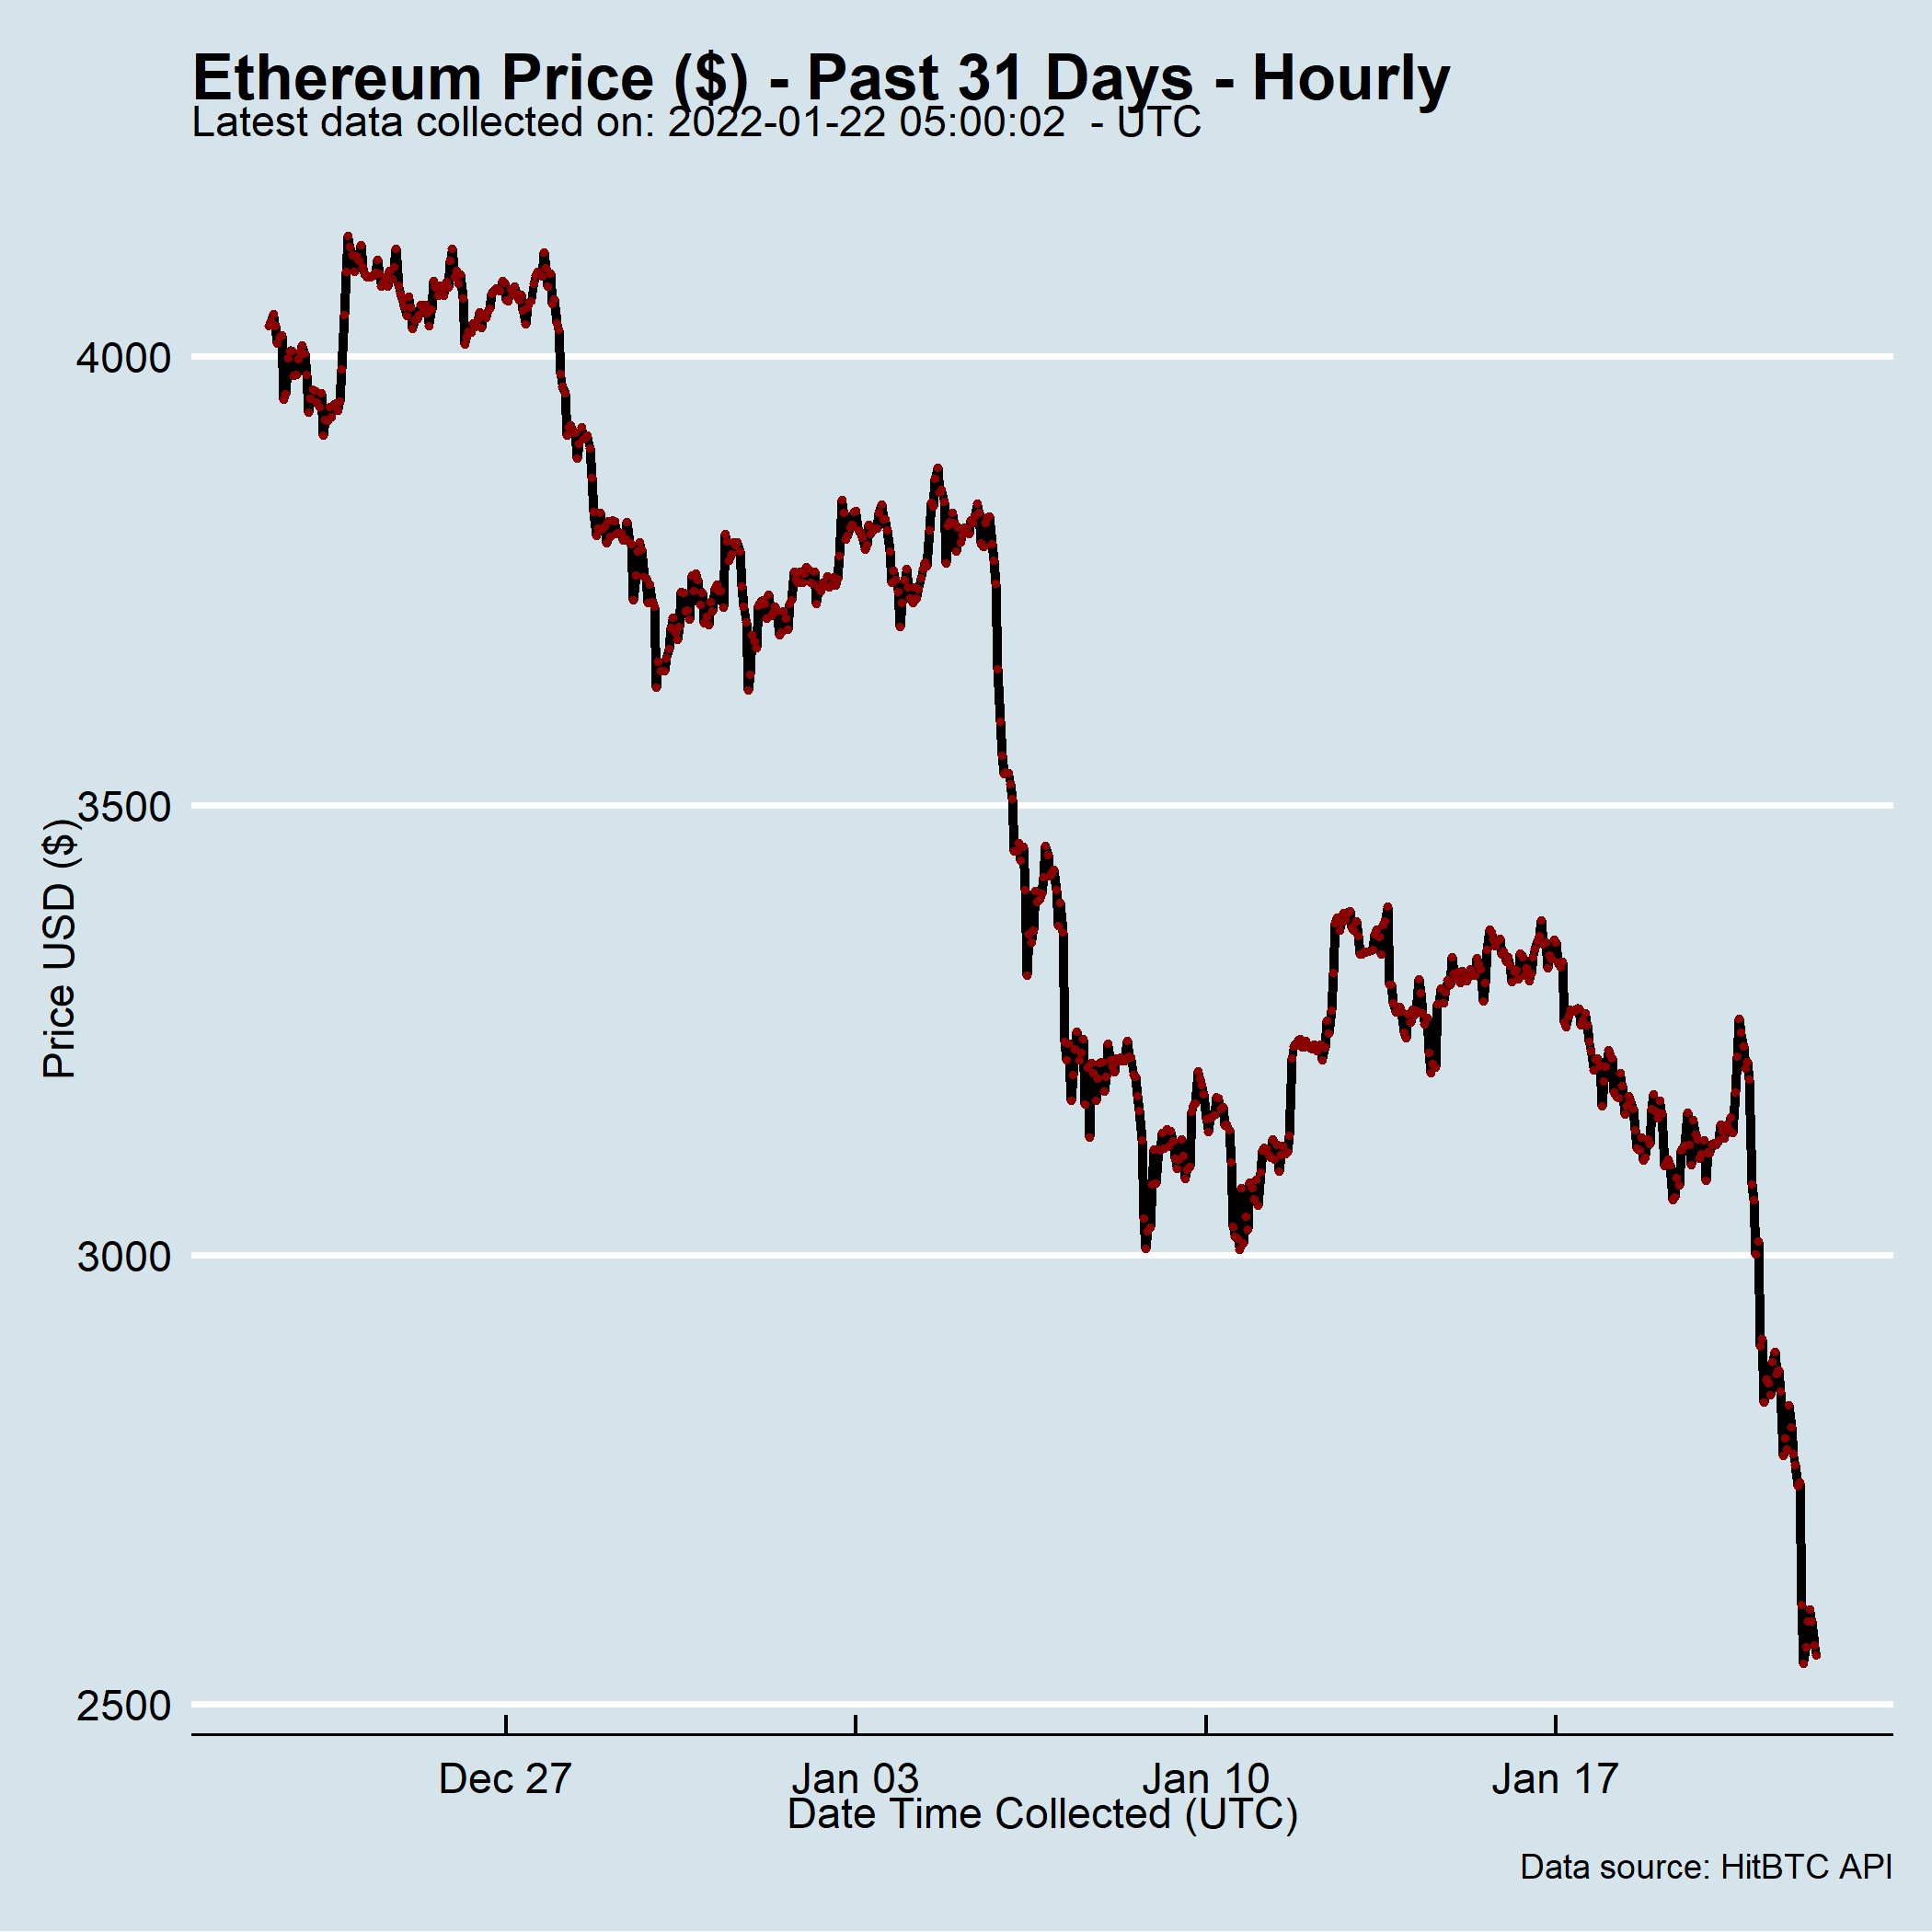 Ethereum Price ($) - Past 31 Days - Hourly
Latest data collected on: 2022-01-22 05:00:02  - UTC
4000
3500
3000
2500
Price USD ($)
Dec 27
Jan 03
Jan 10
Jan 17
Date Time Collected (UTC)
Data source: HitBTC API